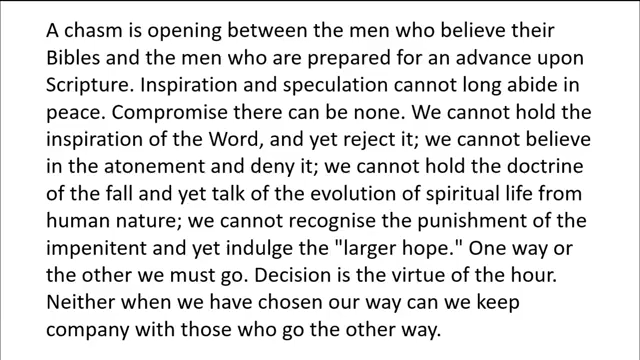 A chasm is opening between the men who believe their
Bibles and the men who are prepared for an advance upon
Scripture. Inspiration and speculation cannot long abide in
peace. Compromise there can be none. We cannot hold the
inspiration of the Word, and yet reject it; we cannot believe
in the atonement and deny it; we cannot hold the doctrine
of the fall and yet talk of the evolution of spiritual life from
human nature; we cannot recognise the punishment of the
impenitent and yet indulge the "larger hope." One way or
the other we must go. Decision is the virtue of the hour.
Neither when we have chosen our way can we keep
company with those who go the other way.